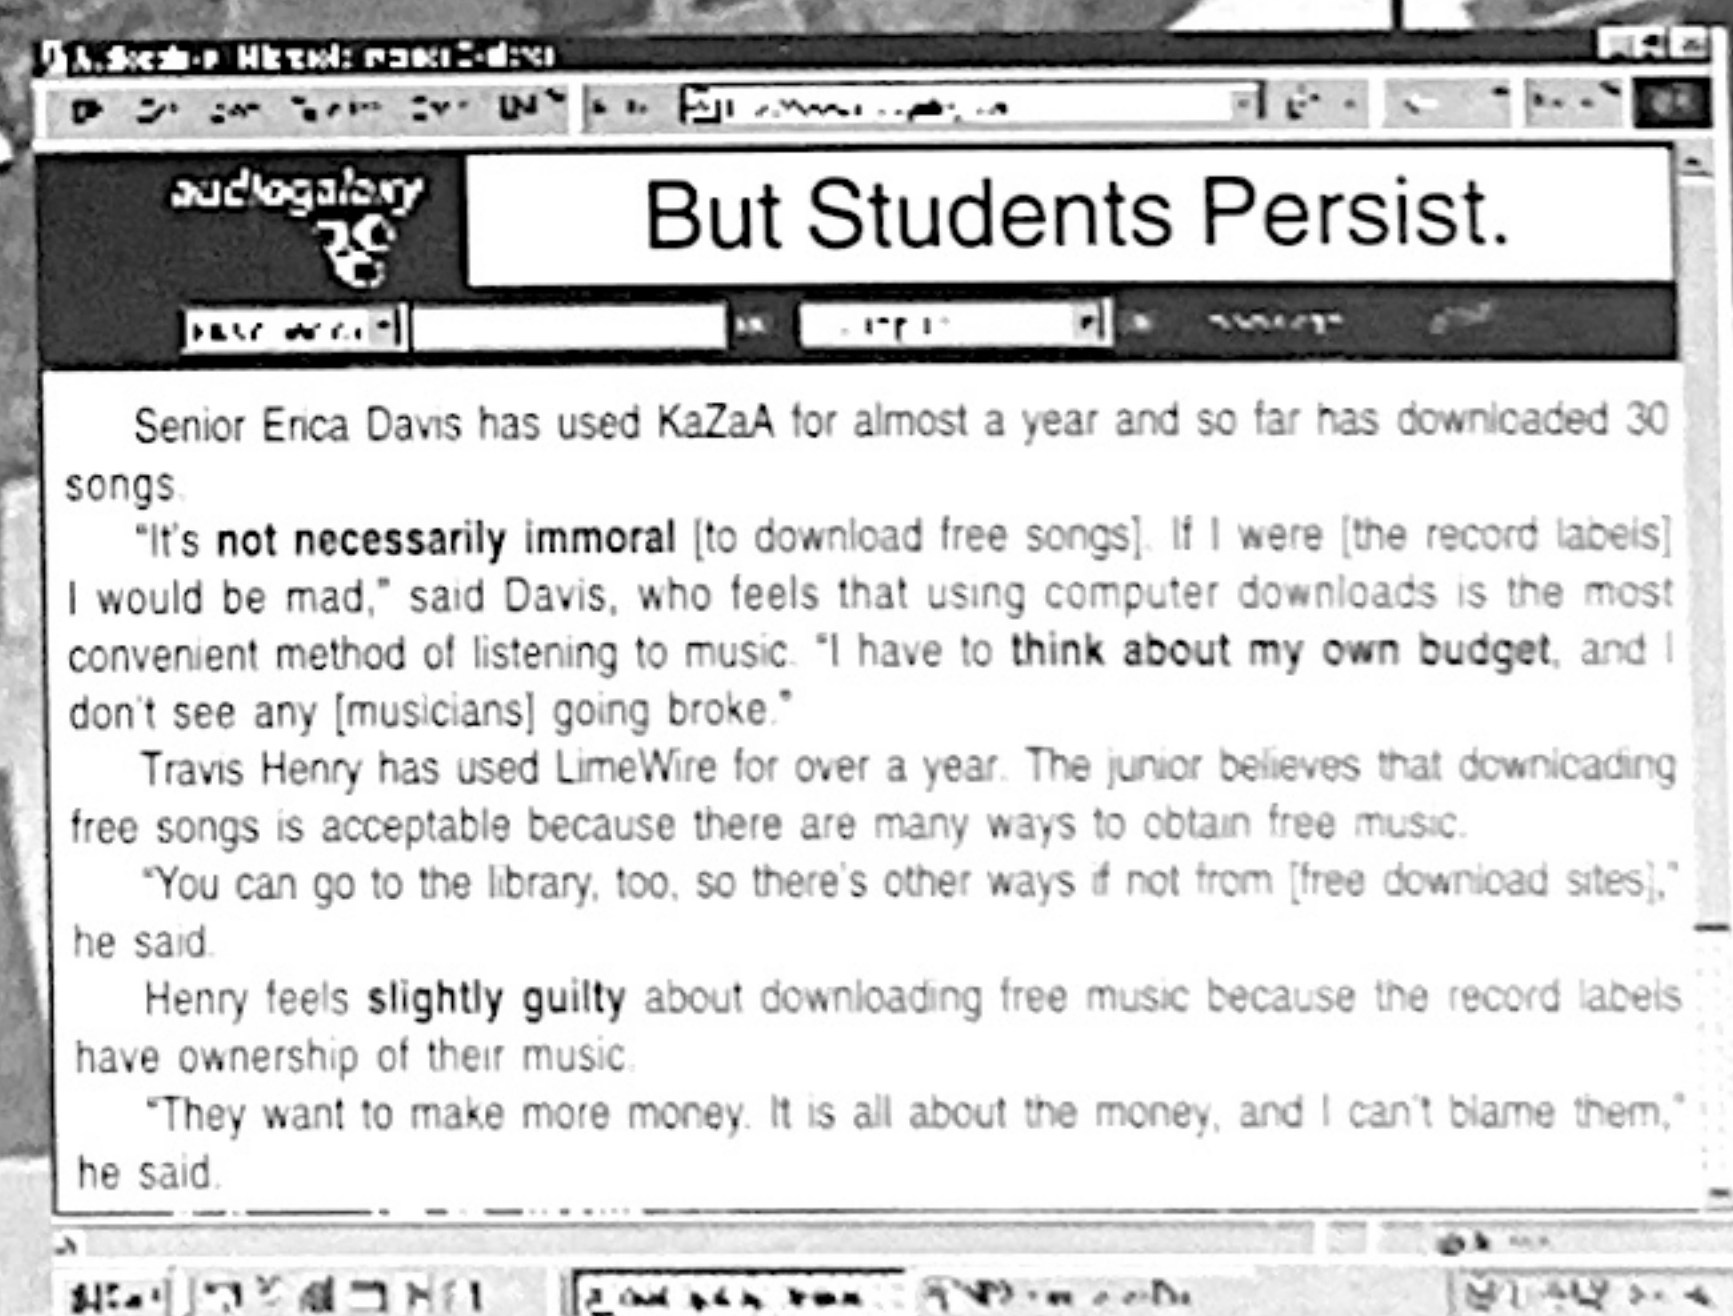 audiogalaxy
But Students Persist.
Senior Erica Davis has used KaZaA for almost a year and so far has downloaded 30
songs.
"It's not necessarily immoral [to download free songs]. If I were [the record labels]
I would be mad," said Davis, who feels that using computer downloads is the most
convenient method of listening to music. "I have to think about my own budget, and I
don't see any [musicians] going broke."
Travis Henry has used LimeWire for over a year. The junior believes that downloading
free songs is acceptable because there are many ways to obtain free music.
"You can go to the library, too, so there's other ways if not from [free download sites],"
he said.
Henry feels slightly guilty about downloading free music because the record labels
have ownership of their music.
"They want to make more money. It is all about the money, and I can't blame them,"
he said.